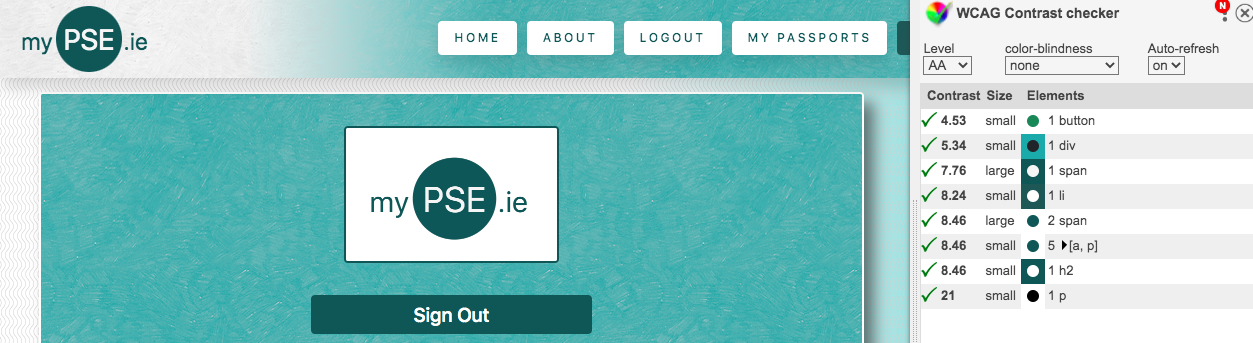 my PSE .ie
HOME
ABOUT
LOGOUT
MY PASSPORTS
my PSE .ie
Sign Out
WCAG Contrast checker
N
Level
color-blindness
Auto-refresh
AA
none
on
Contrast Size Elements
4.53 small 1 button
5.34 small 1 div
7.76 large 1 span
8.24 small 1 li
8.46 large 2 span
8.46 small 5 [a, p]
8.46 small 1 h2
21 small 1 p